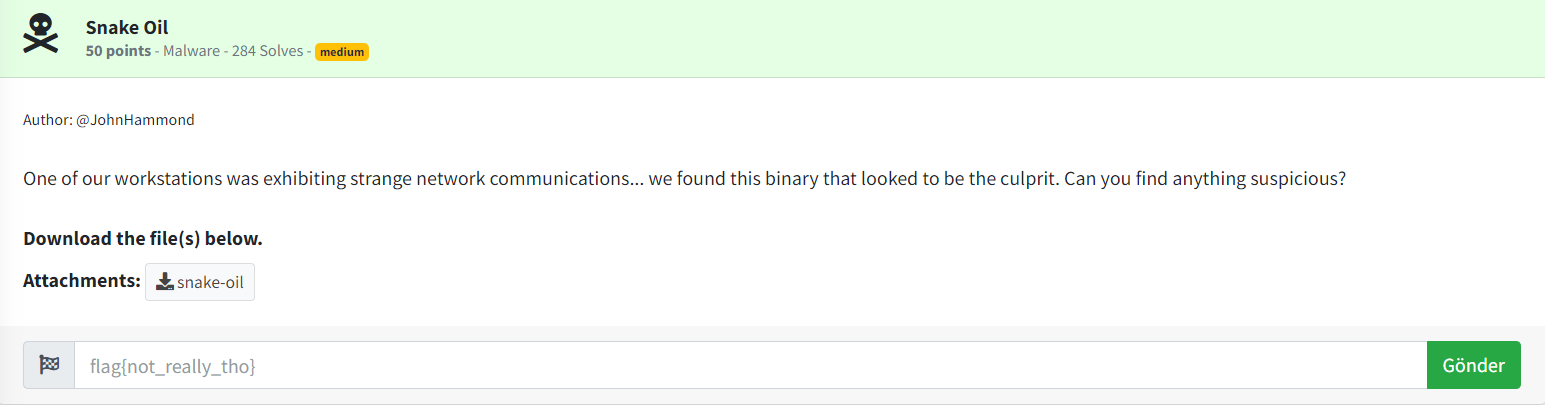 Snake Oil
50 points - Malware - 284 Solves - medium
Author: @JohnHammond
One of our workstations was exhibiting strange network communications... we found this binary that looked to be the culprit. Can you find anything suspicious?
Download the file(s) below.
Attachments: snake-oil
flag{not_really_tho}
Gönder